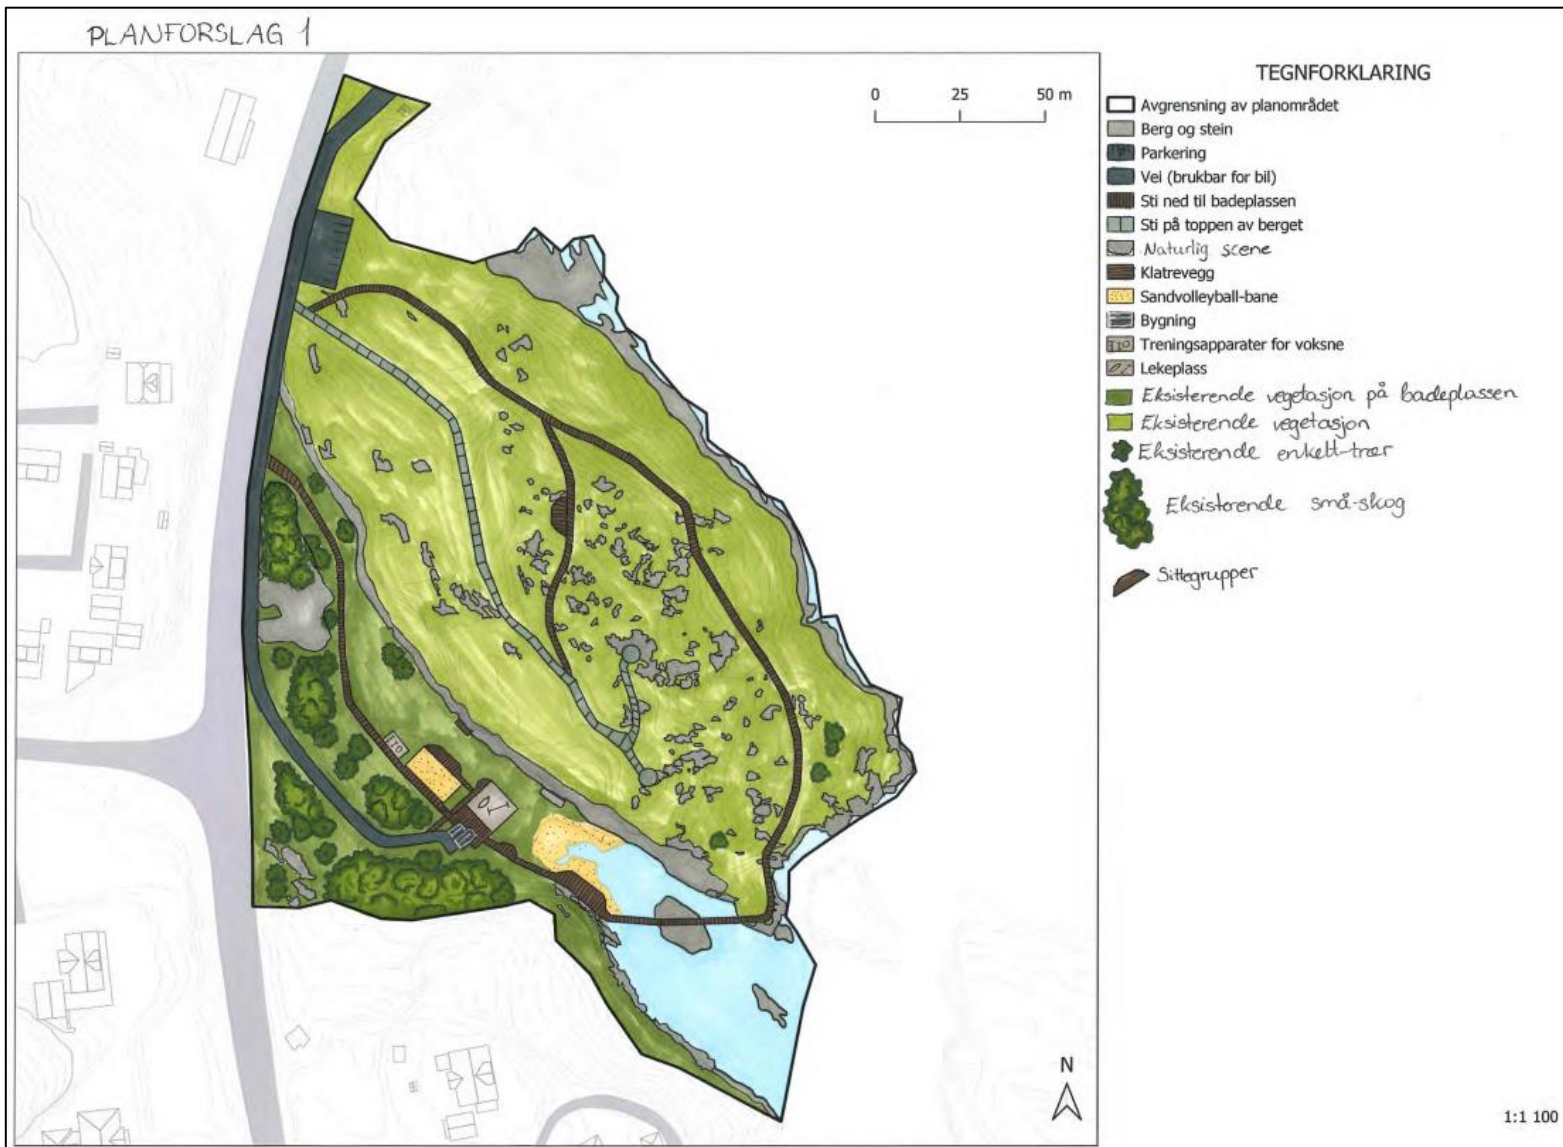 PLANFORSLAG 1
0 25 50 m
TEGNFORKLARING
Avgrensning av planområdet
Berg og stein
Parkering
Vei (brukbar for bil)
Sti ned til badeplassen
Sti på toppen av berget
Naturlig scene
Klatrevegg
Sandvolleyball-bane
Bygning
Treningsapparater for voksne
Lekeplass
Eksisterende vegetasjon på badeplassen
Eksisterende vegetasjon
Eksisterende enkelt-trær
Eksisterende små-skog
Sittegrupper
N
1:1 100